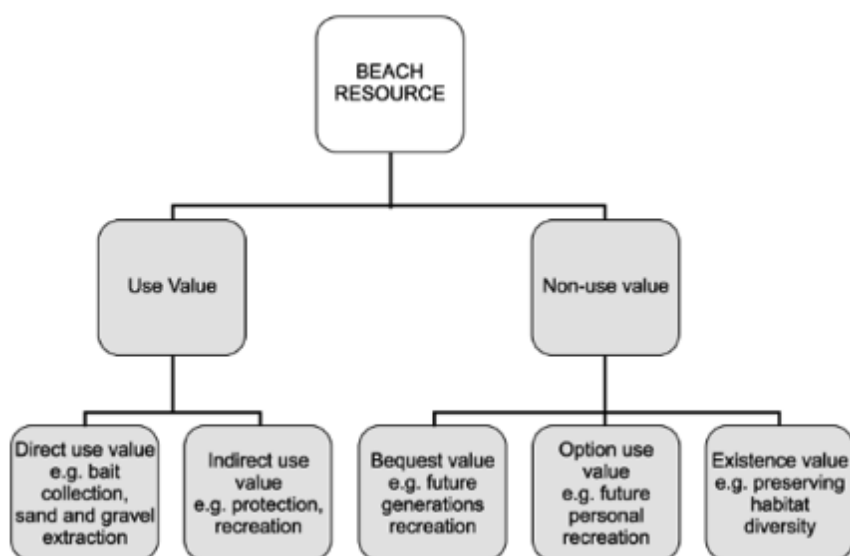 BEACH
RESOURCE
Use Value
Non-use value
Direct use value
e.g. bait
collection,
sand and gravel
extraction
Indirect use
value
e.g. protection,
recreation
Bequest value
e.g. future
generations
recreation
Option use
value
e.g. future
personal
recreation
Existence value
e.g. preserving
habitat
diversity